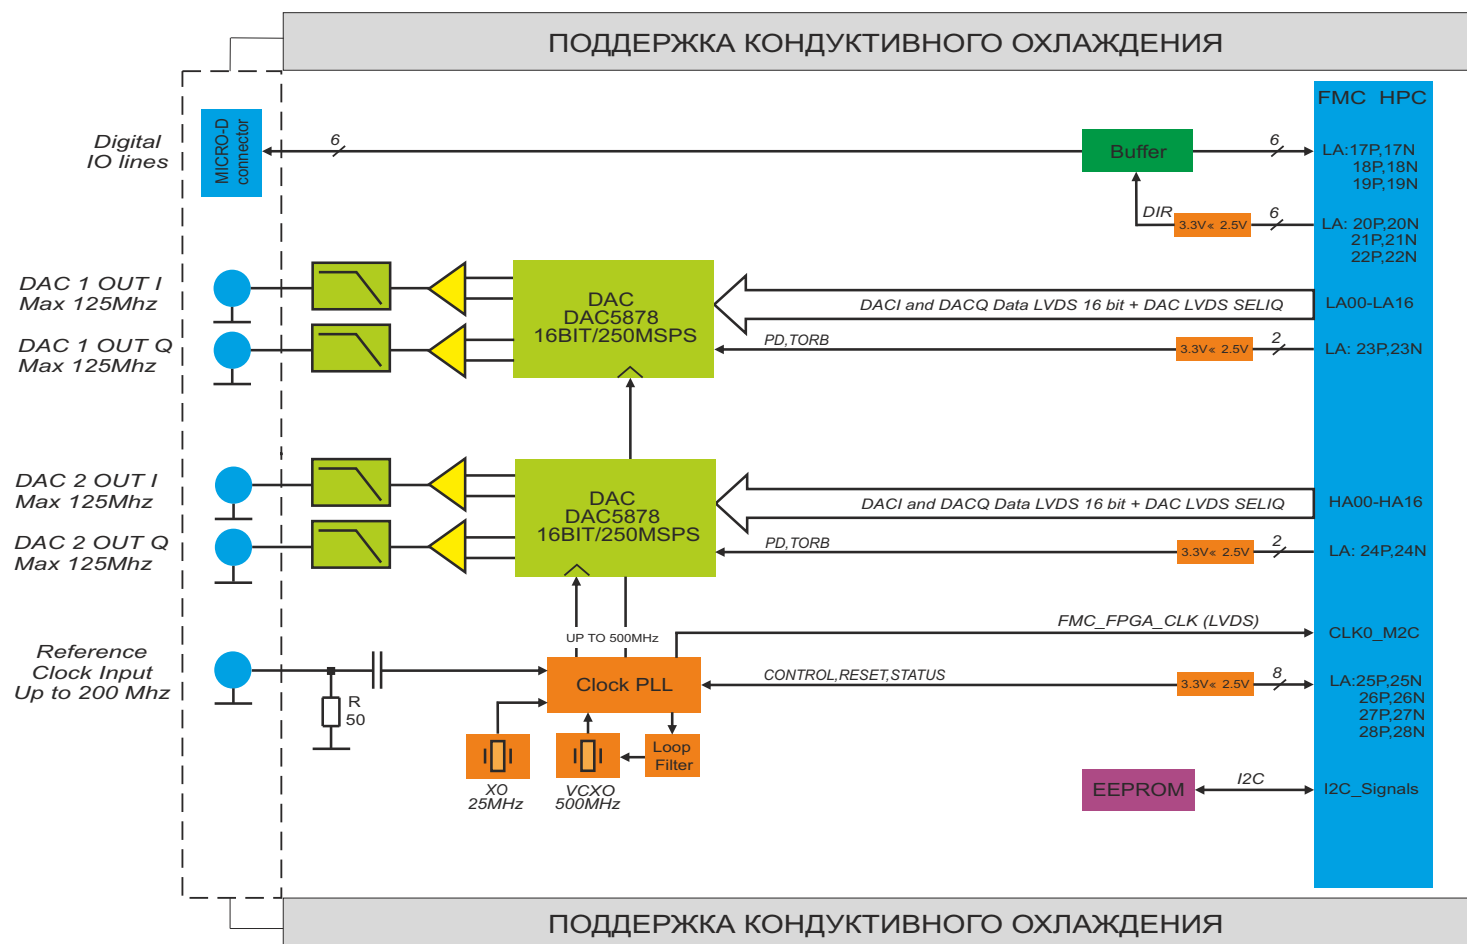 ПОДДЕРЖКА КОНДУКТИВНОГО ОХЛАЖДЕНИЯ
FMC HPC
Digital
IO lines
MICRO-D
connector
6
Buffer
6
LA:17P,17N
18P,18N
19P,19N
DIR
3.3V« 2.5V
6
LA: 20P,20N
21P,21N
22P,22N
DAC 1 OUT I
Max 125Mhz
DAC
DAC5878
16BIT/250MSPS
DACI and DACQ Data LVDS 16 bit + DAC LVDS SELIQ
LA00-LA16
DAC 1 OUT Q
Max 125Mhz
PD,TORB
3.3V« 2.5V
2
LA: 23P,23N
DAC 2 OUT I
Max 125Mhz
DAC
DAC5878
16BIT/250MSPS
DACI and DACQ Data LVDS 16 bit + DAC LVDS SELIQ
HA00-HA16
DAC 2 OUT Q
Max 125Mhz
PD,TORB
3.3V« 2.5V
2
LA: 24P,24N
UP TO 500MHz
FMC_FPGA_CLK (LVDS)
CLK0_M2C
Reference
Clock Input
Up to 200 Mhz
R
50
Clock PLL
CONTROL,RESET,STATUS
3.3V« 2.5V
8
LA:25P,25N
26P,26N
27P,27N
28P,28N
Loop
Filter
XO
25MHz
VCXO
500MHz
EEPROM
I2C
I2C_Signals
ПОДДЕРЖКА КОНДУКТИВНОГО ОХЛАЖДЕНИЯ